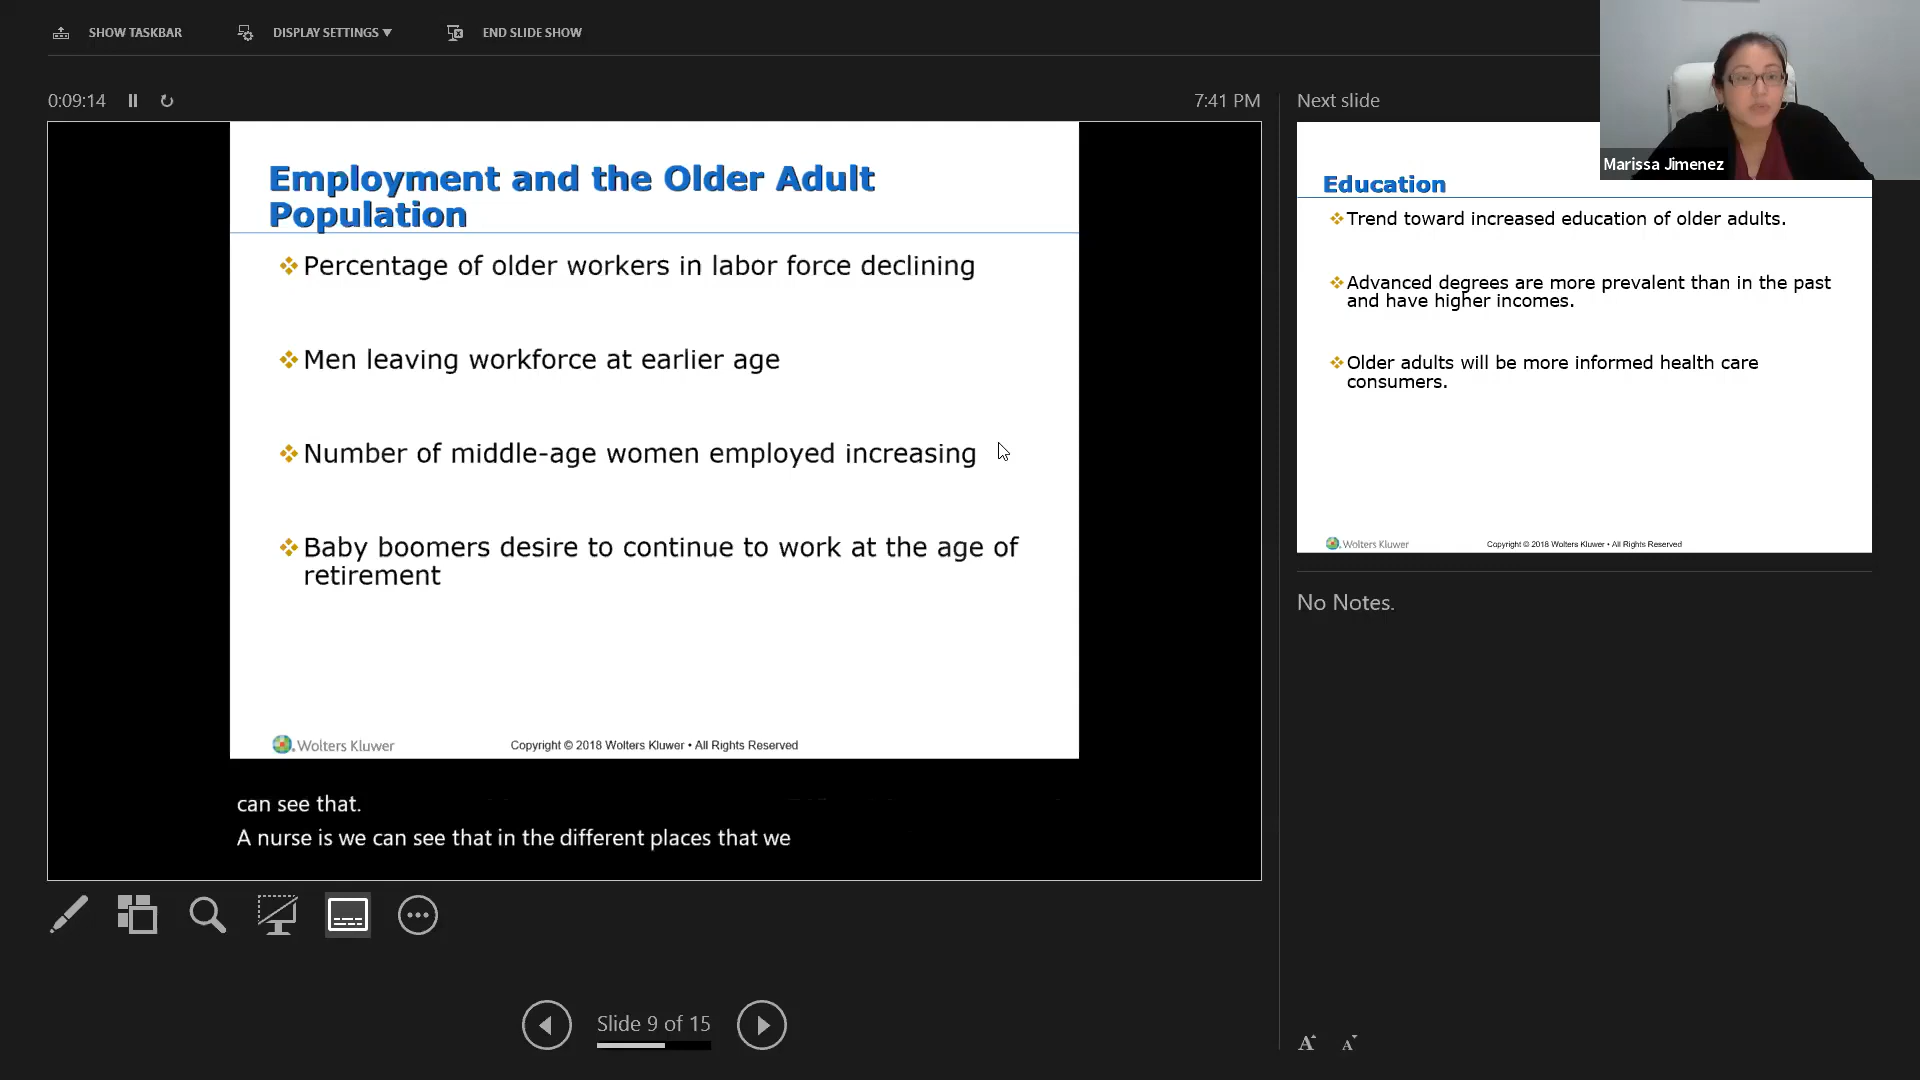 SHOW TASKBAR
DISPLAY SETTINGS ▼
END SLIDE SHOW
0:09:14
7:41 PM
Employment and the Older Adult
Population
❖Percentage of older workers in labor force declining
❖Men leaving workforce at earlier age
❖Number of middle-age women employed increasing
❖Baby boomers desire to continue to work at the age of
retirement
Wolters Kluwer
Copyright © 2018 Wolters Kluwer • All Rights Reserved
can see that.
A nurse is we can see that in the different places that we
Slide 9 of 15
Next slide
Marissa Jimenez
Education
❖Trend toward increased education of older adults.
❖Advanced degrees are more prevalent than in the past
and have higher incomes.
❖Older adults will be more informed health care
consumers.
Wolters Kluwer
Copyright © 2018 Wolters Kluwer • All Rights Reserved
No Notes.
A A